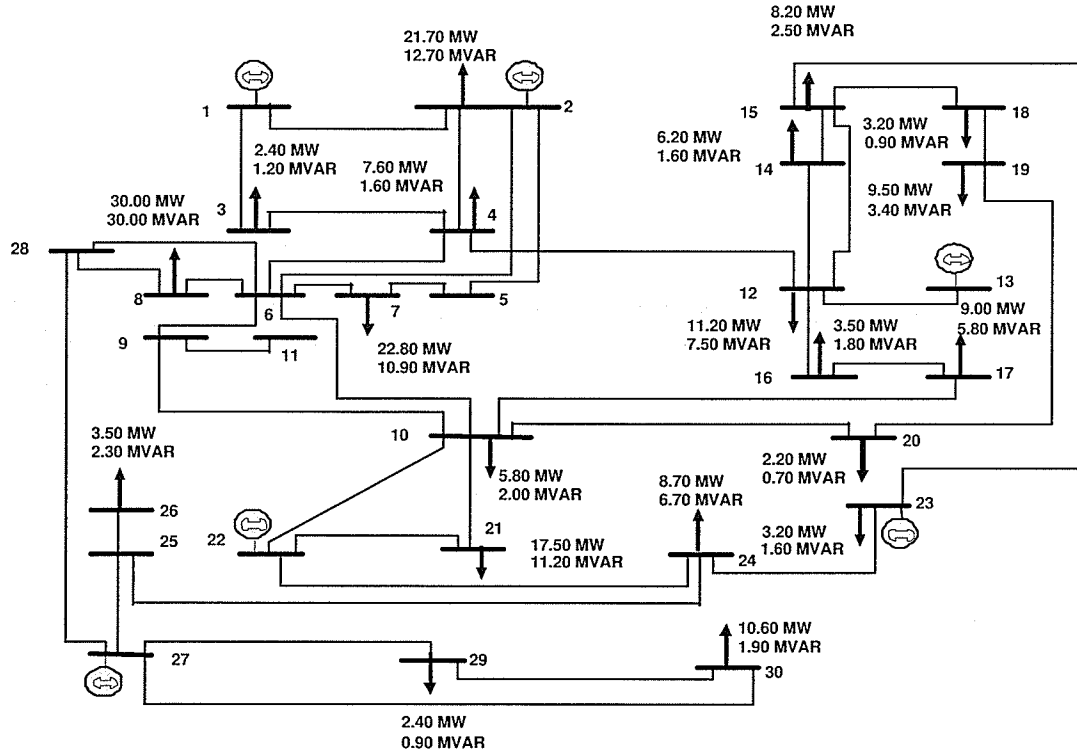 8.20 MW
2.50 MVAR
21.70 MW
12.70 MVAR
1
2
15
18
2.40 MW
1.20 MVAR
7.60 MW
1.60 MVAR
6.20 MW
1.60 MVAR
3.20 MW
0.90 MVAR
14
19
30.00 MW
30.00 MVAR
3
4
9.50 MW
3.40 MVAR
28
8
6
7
5
12
13
9
11
22.80 MW
10.90 MVAR
11.20 MW
7.50 MVAR
3.50 MW
1.80 MVAR
9.00 MW
5.80 MVAR
16
17
10
20
3.50 MW
2.30 MVAR
5.80 MW
2.00 MVAR
8.70 MW
6.70 MVAR
2.20 MW
0.70 MVAR
26
23
25
22
21
17.50 MW
11.20 MVAR
24
3.20 MW
1.60 MVAR
27
29
30
10.60 MW
1.90 MVAR
2.40 MW
0.90 MVAR